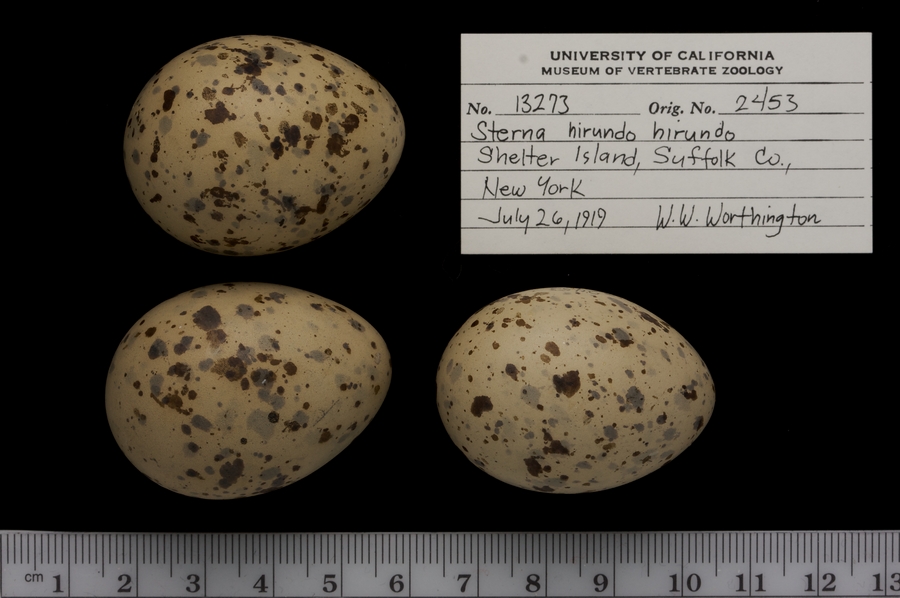 UNIVERSITY OF CALIFORNIA
MUSEUM OF VERTEBRATE ZOOLOGY
No. 13273 Orig. No. 2453
Sterna hirundo hirundo
Shelter Island, Suffolk Co.,
New York
July 26, 1919 W.W. Worthington
cm 1 2 3 4 5 6 7 8 9 10 11 12 13